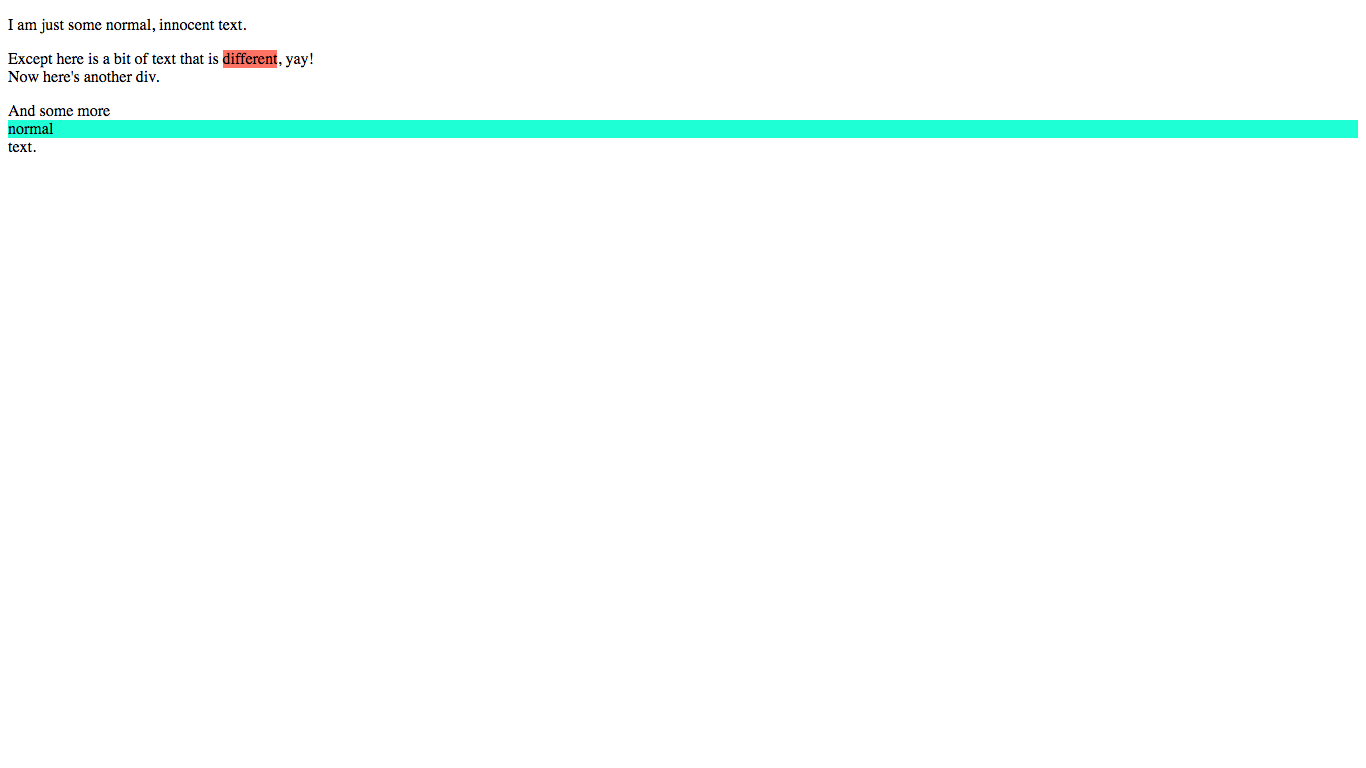 I am just some normal, innocent text.
Except here is a bit of text that is different, yay!
Now here's another div.
And some more
normal
text.